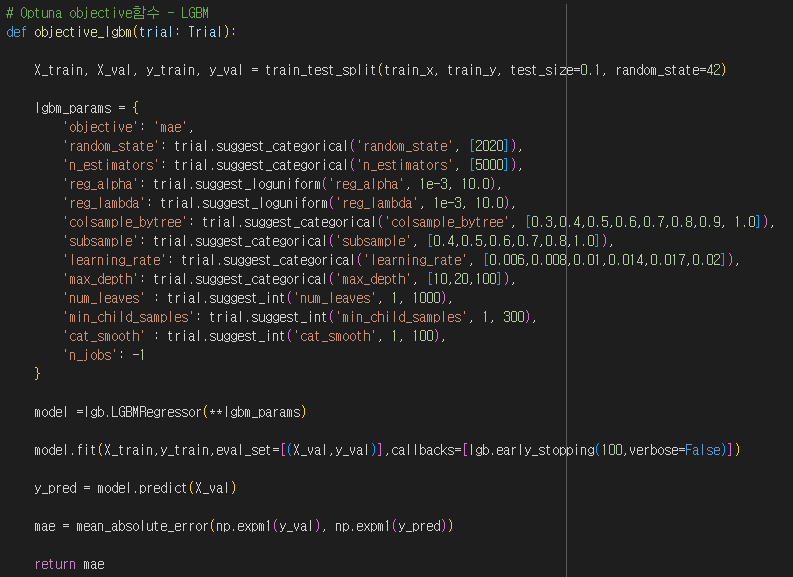 # Optuna objective함수 - LGBM
def objective_lgbm(trial: Trial):
X_train, X_val, y_train, y_val = train_test_split(train_x, train_y, test_size=0.1, random_state=42)
lgbm_params = {
'objective': 'mae',
'random_state': trial.suggest_categorical('random_state', [2020]),
'n_estimators': trial.suggest_categorical('n_estimators', [5000]),
'reg_alpha': trial.suggest_loguniform('reg_alpha', 1e-3, 10.0),
'reg_lambda': trial.suggest_loguniform('reg_lambda', 1e-3, 10.0),
'colsample_bytree': trial.suggest_categorical('colsample_bytree', [0.3,0.4,0.5,0.6,0.7,0.8,0.9, 1.0]),
'subsample': trial.suggest_categorical('subsample', [0.4,0.5,0.6,0.7,0.8,1.0]),
'learning_rate': trial.suggest_categorical('learning_rate', [0.006,0.008,0.01,0.014,0.017,0.02]),
'max_depth': trial.suggest_categorical('max_depth', [10,20,100]),
'num_leaves' : trial.suggest_int('num_leaves', 1, 1000),
'min_child_samples': trial.suggest_int('min_child_samples', 1, 300),
'cat_smooth' : trial.suggest_int('cat_smooth', 1, 100),
'n_jobs': -1
}
model =lgb.LGBMRegressor(**lgbm_params)
model.fit(X_train,y_train,eval_set=[(X_val,y_val)],callbacks=[lgb.early_stopping(100,verbose=False)])
y_pred = model.predict(X_val)
mae = mean_absolute_error(np.expm1(y_val), np.expm1(y_pred))
return mae